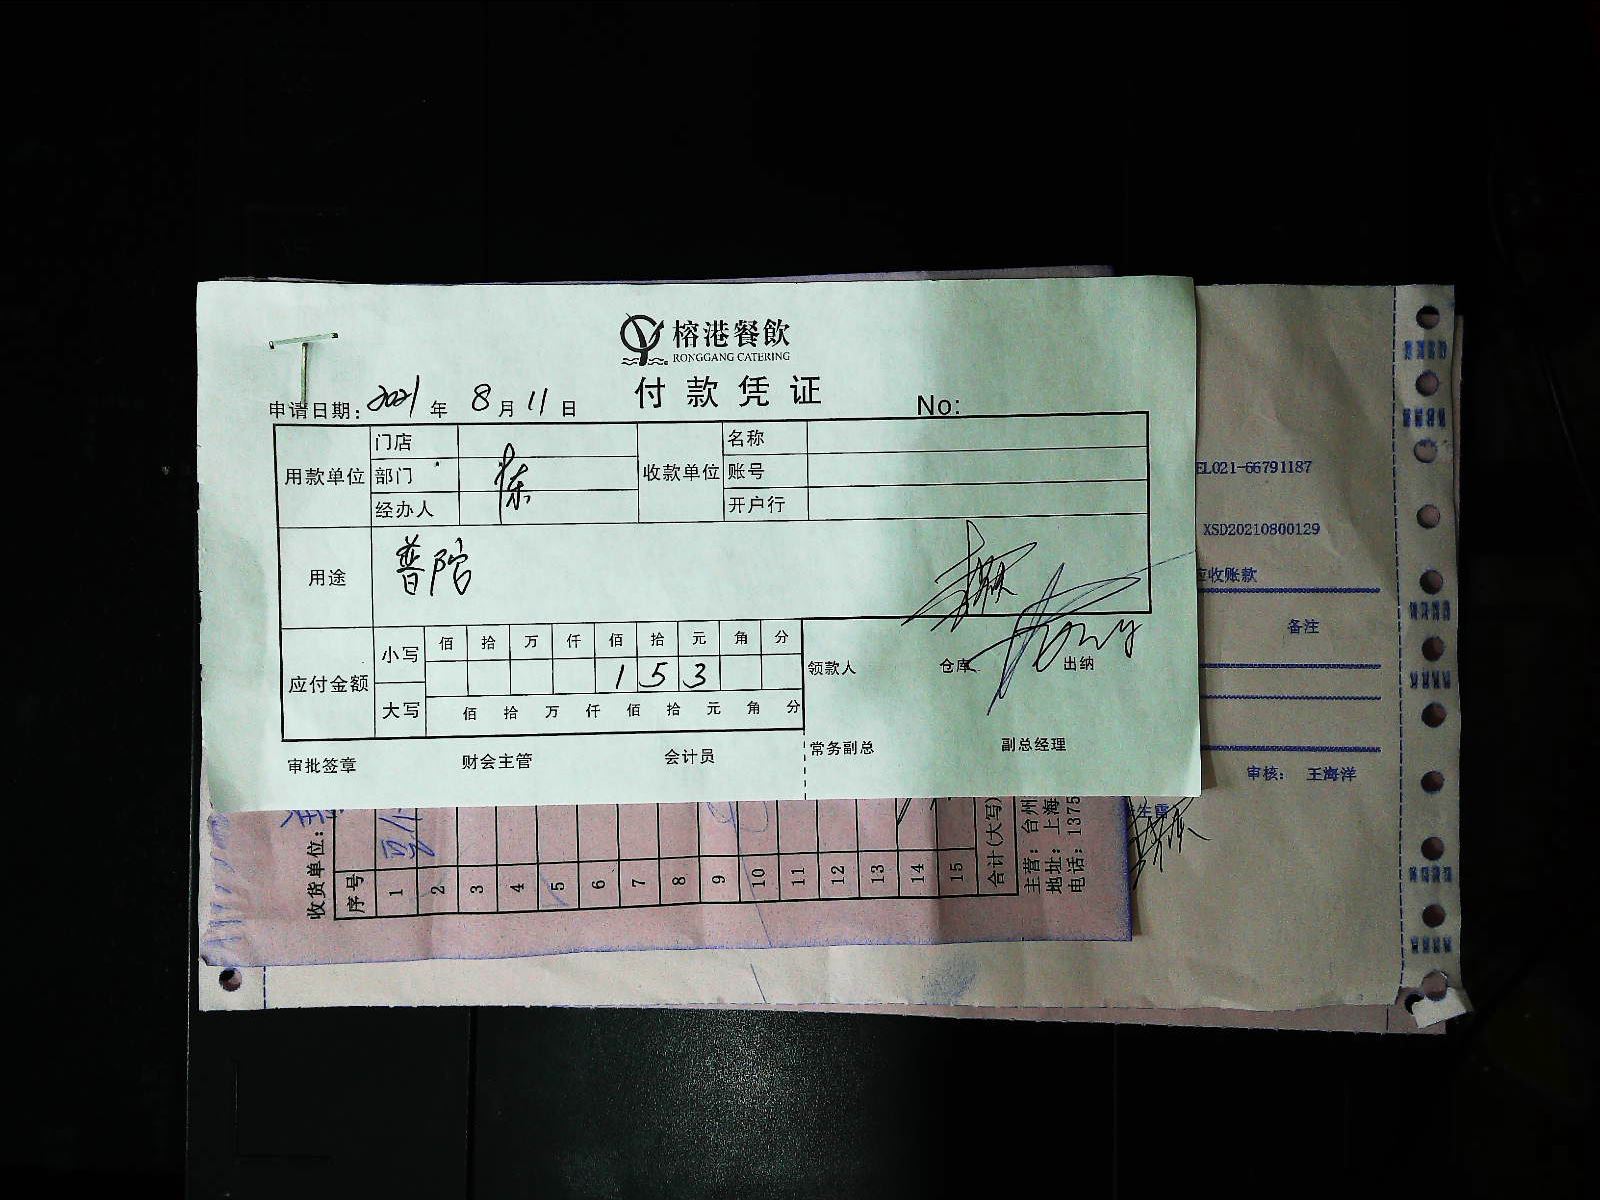 榕港餐飲
RONGGANG CATERING
付款凭证
申请日期: 2021 年 8 月 11 日
No:
用款单位 门店 部门 经办人 陈
收款单位 名称 账号 开户行
用途 普陀
应付金额 小写 佰 拾 万 仟 佰 拾 元 角 分
1 5 3
大写 佰 拾 万 仟 佰 拾 元 角 分
领款人 仓库 出纳
审批签章 财会主管 会计员 常务副总 副总经理
EL021-66791187
XSD20210800129
应收账款
备注
审核: 王海洋
收货单位:
序号 1 2 3 4 5 6 7 8 9 10 11 12 13 14 15
合计(大写)
主营: 台州
地址: 上海
电话: 1375